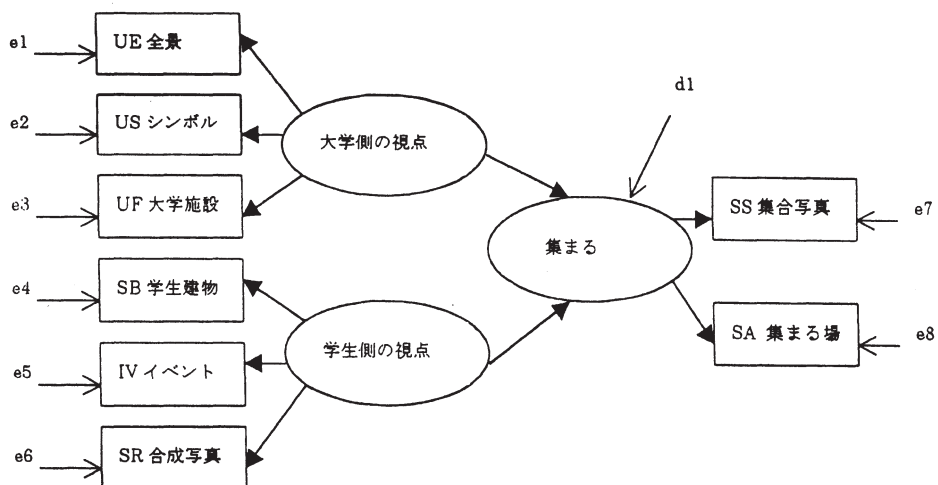 e1
UE 全景
e2
US シンボル
e3
UF 大学施設
e4
SB 学生建物
e5
IV イベント
e6
SR 合成写真
大学側の視点
学生側の視点
d1
集まる
SS 集合写真
e7
SA 集まる場
e8